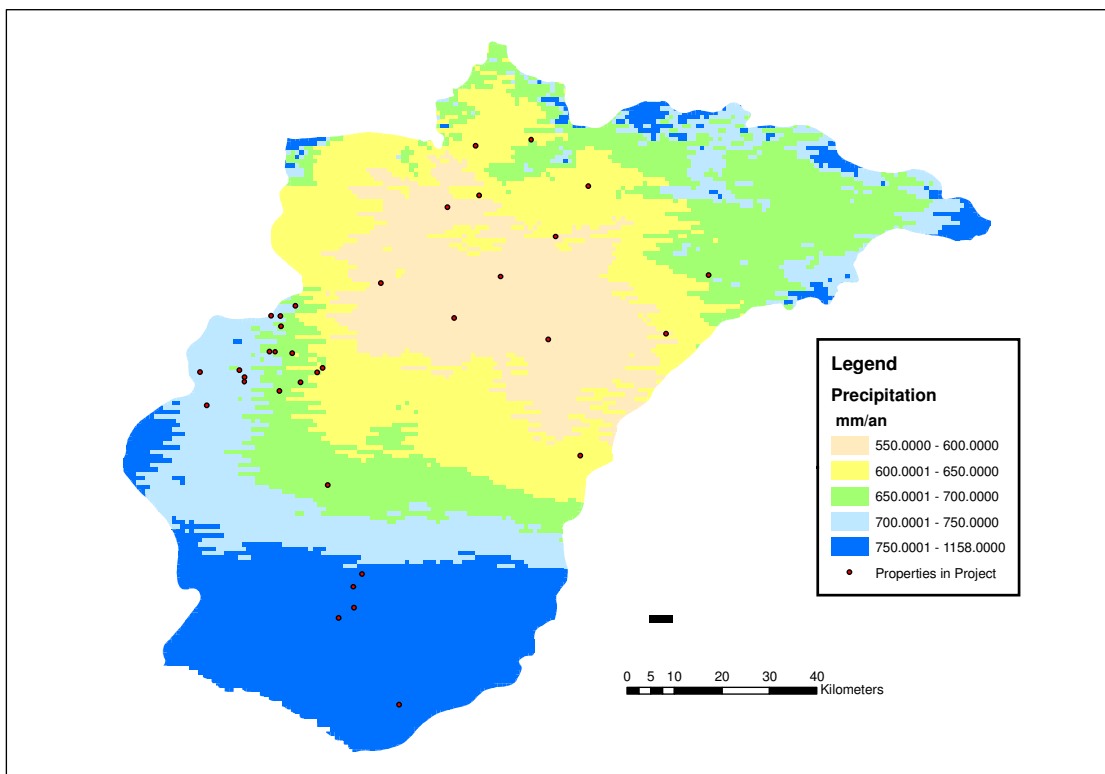 Legend
Precipitation
mm/an
550.0000 - 600.0000
600.0001 - 650.0000
650.0001 - 700.0000
700.0001 - 750.0000
750.0001 - 1158.0000
Properties in Project
0 5 10 20 30 40
Kilometers